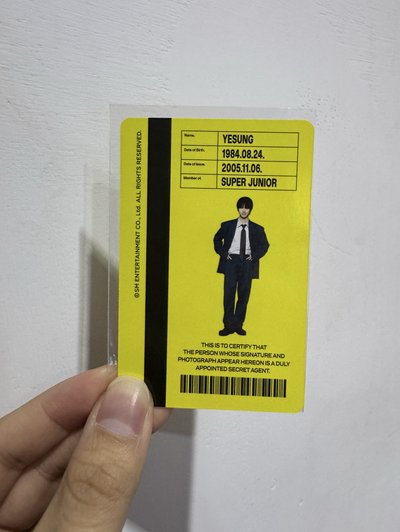 ©SM ENTERTAINMENT CO., Ltd. ALL RIGHTS RESERVED.
Name. YESUNG
Date of Birth. 1984.08.24.
Date of Issue. 2005.11.06.
Member of. SUPER JUNIOR
THIS IS TO CERTIFY THAT
THE PERSON WHOSE SIGNATURE AND
PHOTOGRAPH APPEAR HEREON IS A DULY
APPOINTED SECRET AGENT.